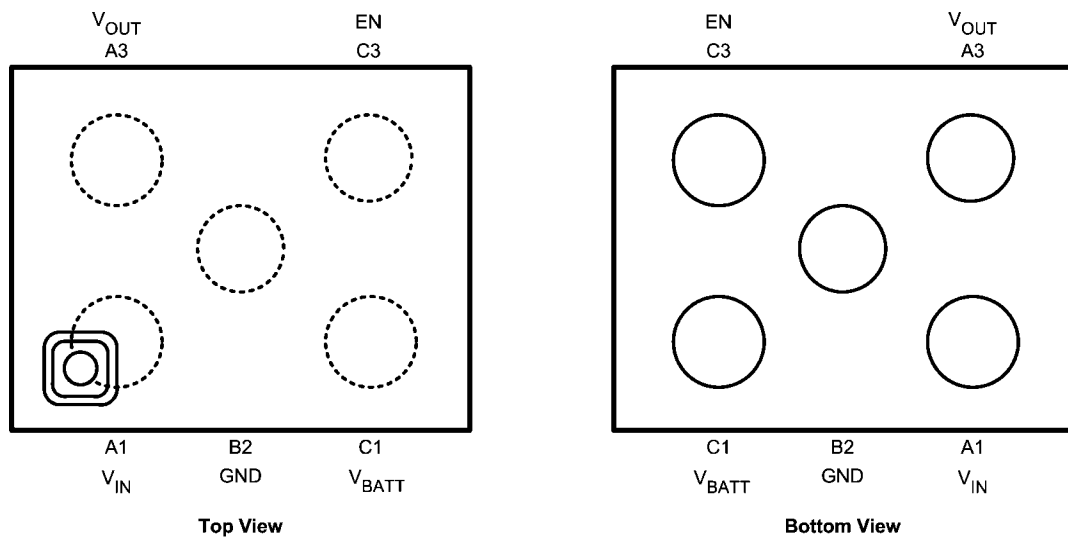 VOUT EN EN VOUT
A3 C3 C3 A3
A1 B2 C1 C1 B2 A1
VIN GND VBATT VBATT GND VIN
Top View Bottom View